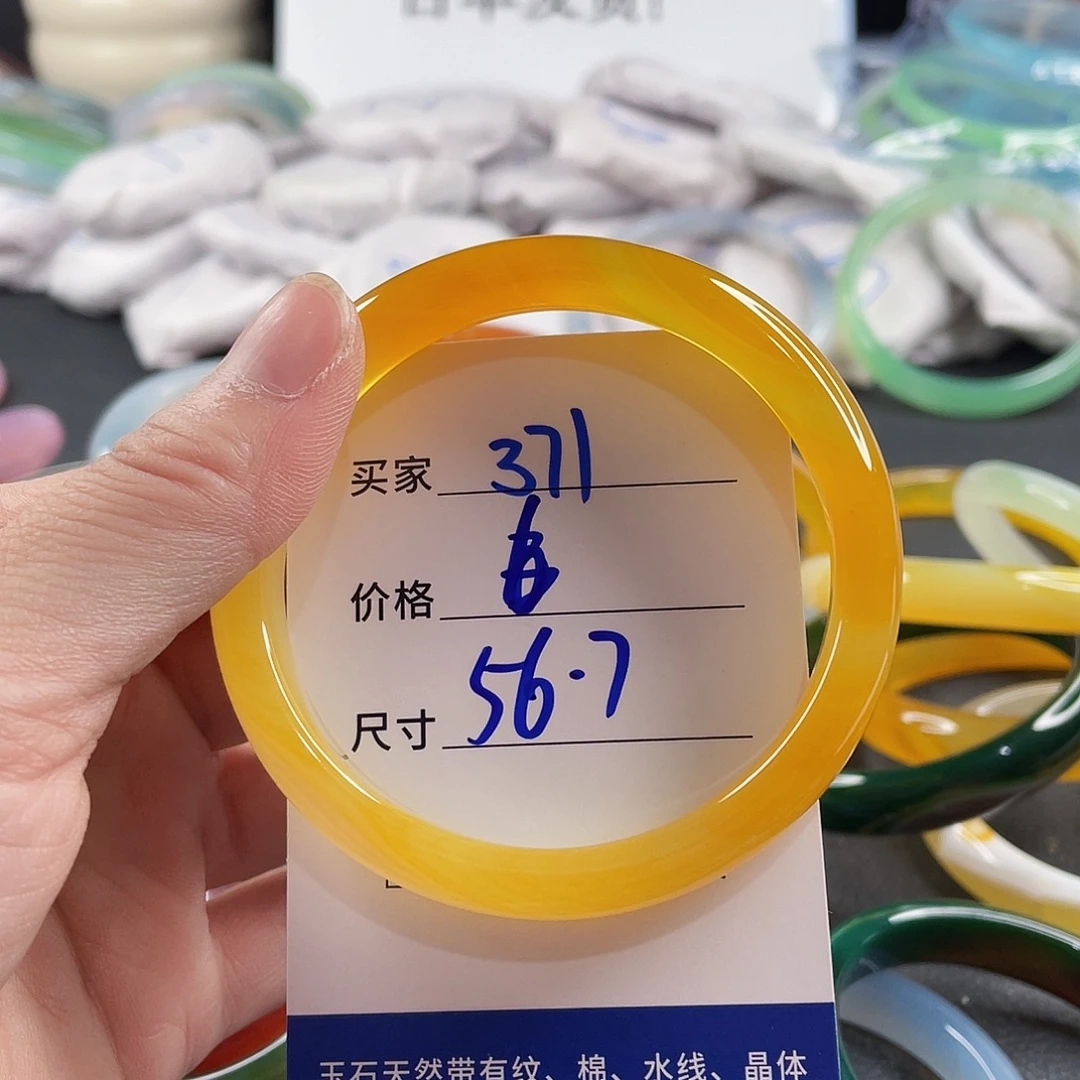 买家 371
价格
尺寸 56.7
玉石天然带有纹、棉、水线、晶体